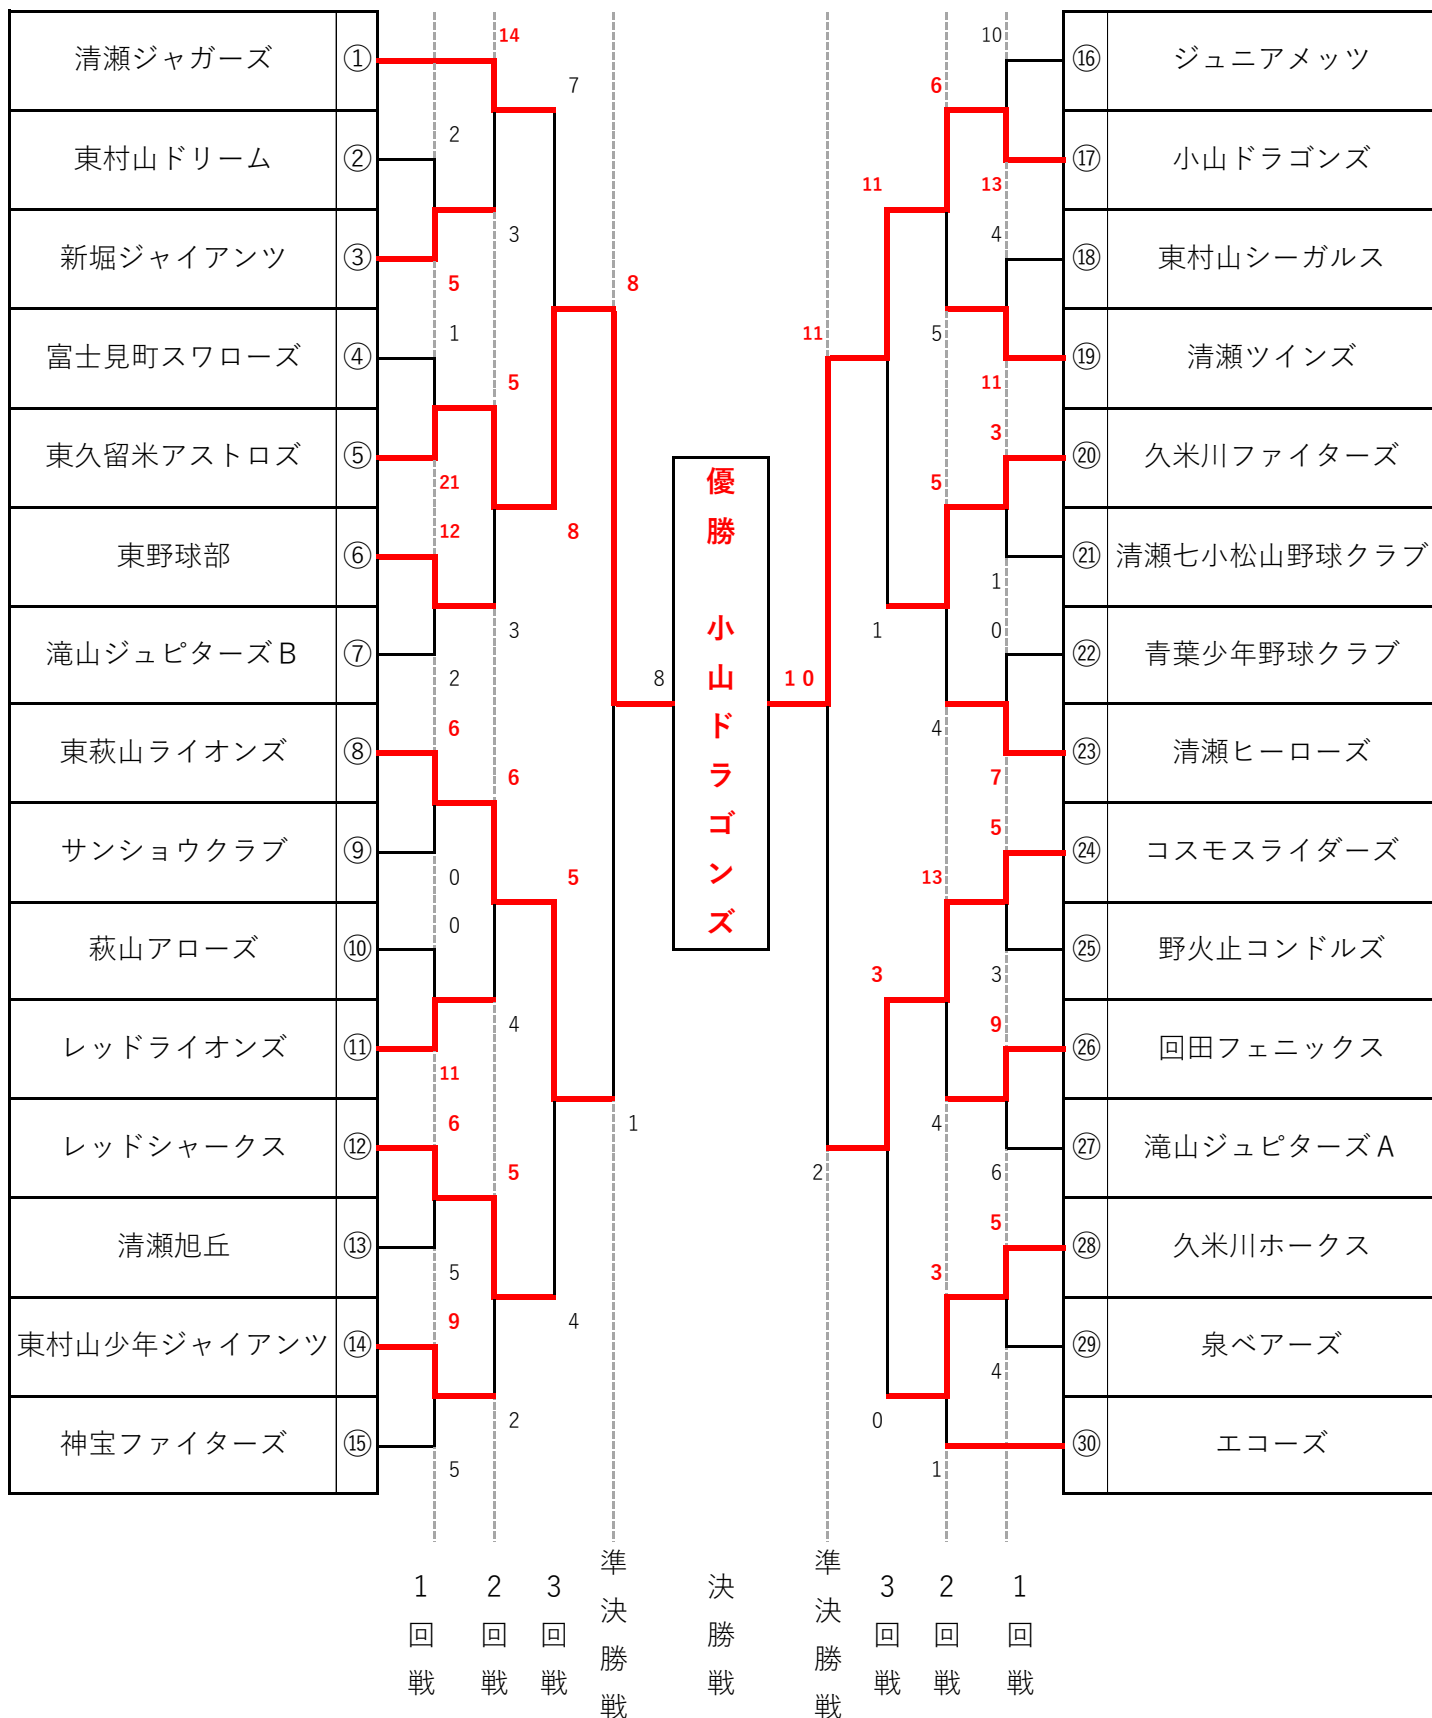 清瀬ジャガーズ ①
東村山ドリーム ②
新堀ジャイアンツ ③
富士見町スワローズ ④
東久留米アストロズ ⑤
東野球部 ⑥
滝山ジュピターズB ⑦
東萩山ライオンズ ⑧
サンショウクラブ ⑨
萩山アローズ ⑩
レッドライオンズ ⑪
レッドシャークス ⑫
清瀬旭丘 ⑬
東村山少年ジャイアンツ ⑭
神宝ファイターズ ⑮
2
5
1
21
12
2
6
0
0
11
6
5
9
5
14
3
5
3
6
4
5
2
7
8
5
4
8
1
8
優勝 小山ドラゴンズ
10
11
2
11
1
3
0
6
5
5
4
13
4
3
1
10
13
4
11
3
1
0
7
5
3
9
6
5
4
⑯ ジュニアメッツ
⑰ 小山ドラゴンズ
⑱ 東村山シーガルス
⑲ 清瀬ツインズ
⑳ 久米川ファイターズ
㉑ 清瀬七小松山野球クラブ
㉒ 青葉少年野球クラブ
㉓ 清瀬ヒーローズ
㉔ コスモスライダーズ
㉕ 野火止コンドルズ
㉖ 回田フェニックス
㉗ 滝山ジュピターズA
㉘ 久米川ホークス
㉙ 泉ベアーズ
㉚ エコーズ
1回戦
2回戦
3回戦
準決勝戦
決勝戦
準決勝戦
3回戦
2回戦
1回戦